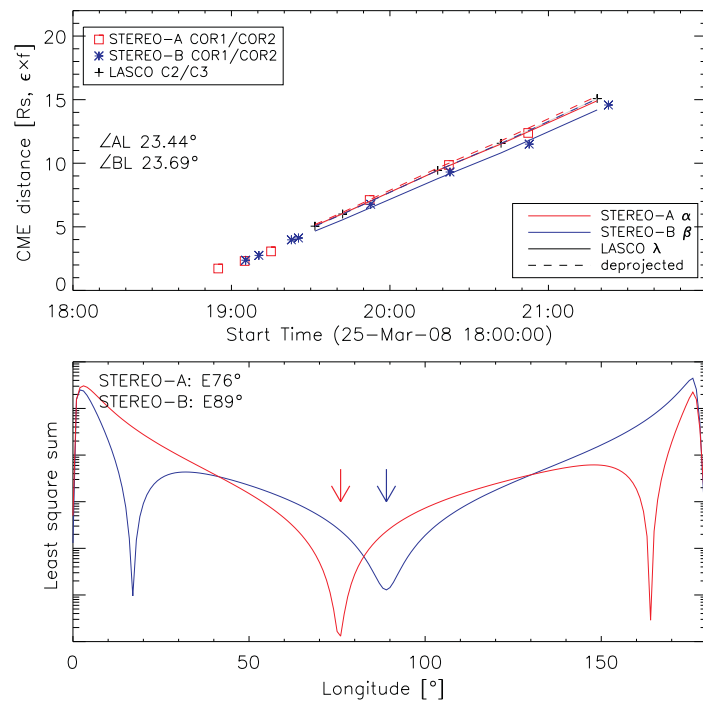 CME distance [Rs, ϵ×f]
20
15
10
5
0
STEREO-A COR1/COR2
STEREO-B COR1/COR2
LASCO C2/C3
∠AL 23.44°
∠BL 23.69°
STEREO-A α
STEREO-B β
LASCO λ
deprojected
18:00 19:00 20:00 21:00
Start Time (25-Mar-08 18:00:00)
Least square sum
STEREO-A: E76°
STEREO-B: E89°
0 50 100 150
Longitude [°]